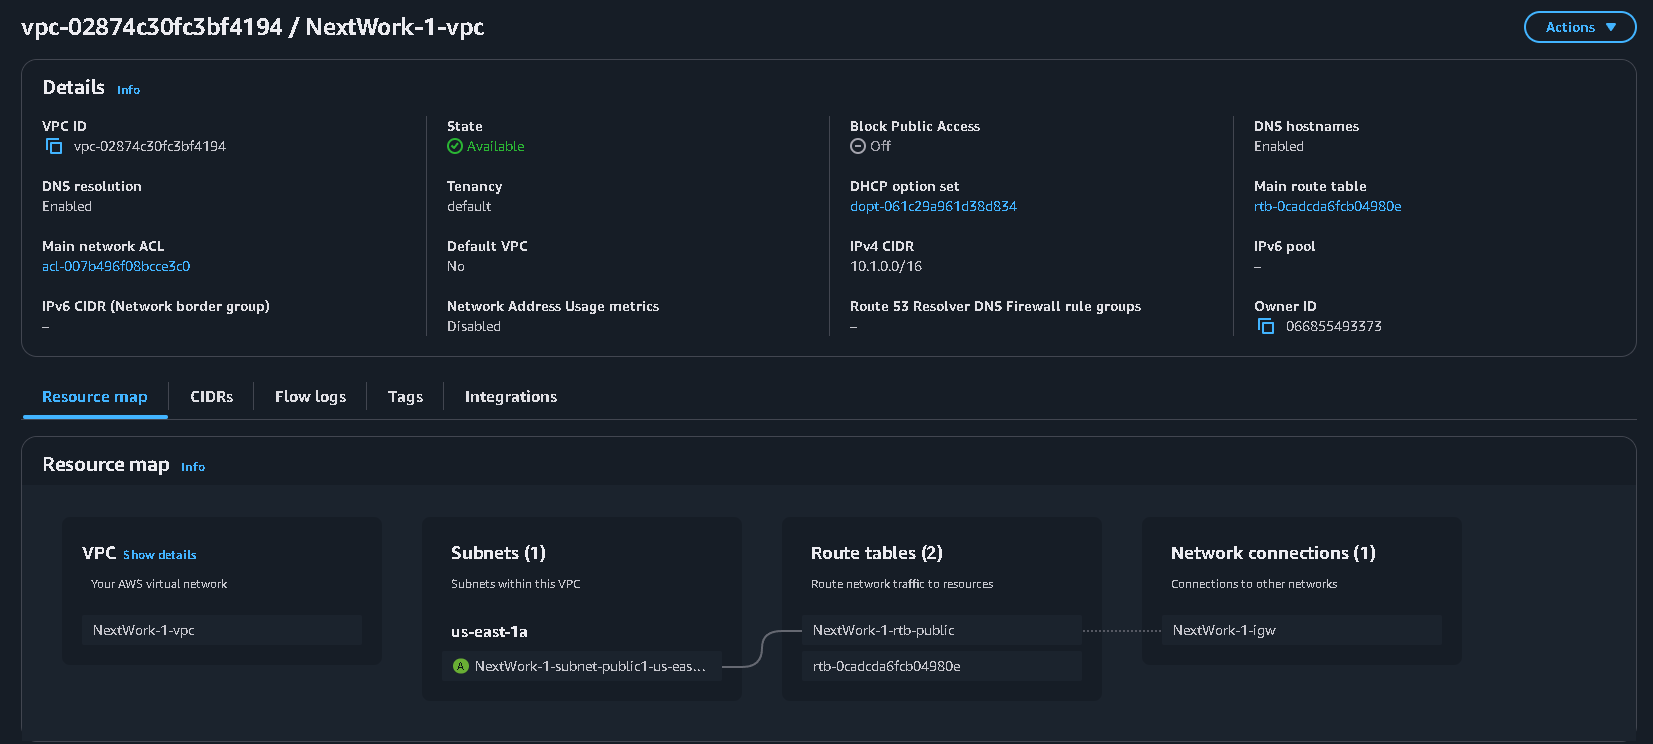 vpc-02874c30fc3bf4194 / NextWork-1-vpc
Actions
Details Info
VPC ID
vpc-02874c30fc3bf4194
State
Available
Block Public Access
Off
DNS hostnames
Enabled
DNS resolution
Enabled
Tenancy
default
DHCP option set
dopt-061c29a961d38d834
Main route table
rtb-0cadcda6fcb04980e
Main network ACL
acl-007b496f08bcce3c0
Default VPC
No
IPv4 CIDR
10.1.0.0/16
IPv6 pool
–
IPv6 CIDR (Network border group)
–
Network Address Usage metrics
Disabled
Route 53 Resolver DNS Firewall rule groups
–
Owner ID
066855493373
Resource map
CIDRs
Flow logs
Tags
Integrations
Resource map Info
VPC Show details
Your AWS virtual network
NextWork-1-vpc
Subnets (1)
Subnets within this VPC
us-east-1a
A NextWork-1-subnet-public1-us-eas...
Route tables (2)
Route network traffic to resources
NextWork-1-rtb-public
rtb-0cadcda6fcb04980e
Network connections (1)
Connections to other networks
NextWork-1-igw